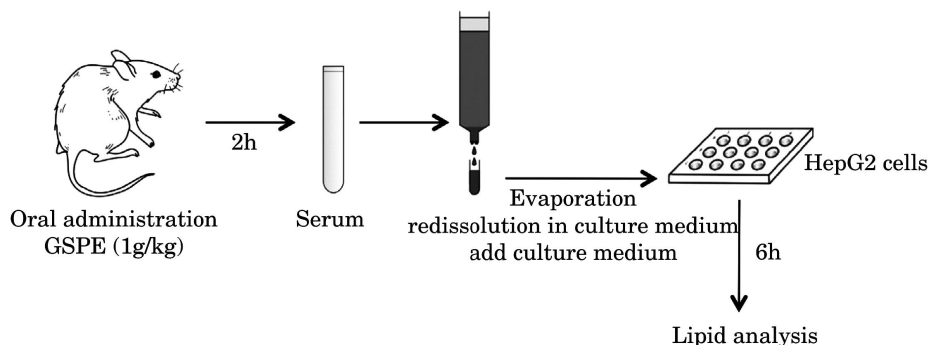 Oral administration
GSPE (1g/kg)
2h
Serum
Evaporation
redissolution in culture medium
add culture medium
HepG2 cells
6h
Lipid analysis